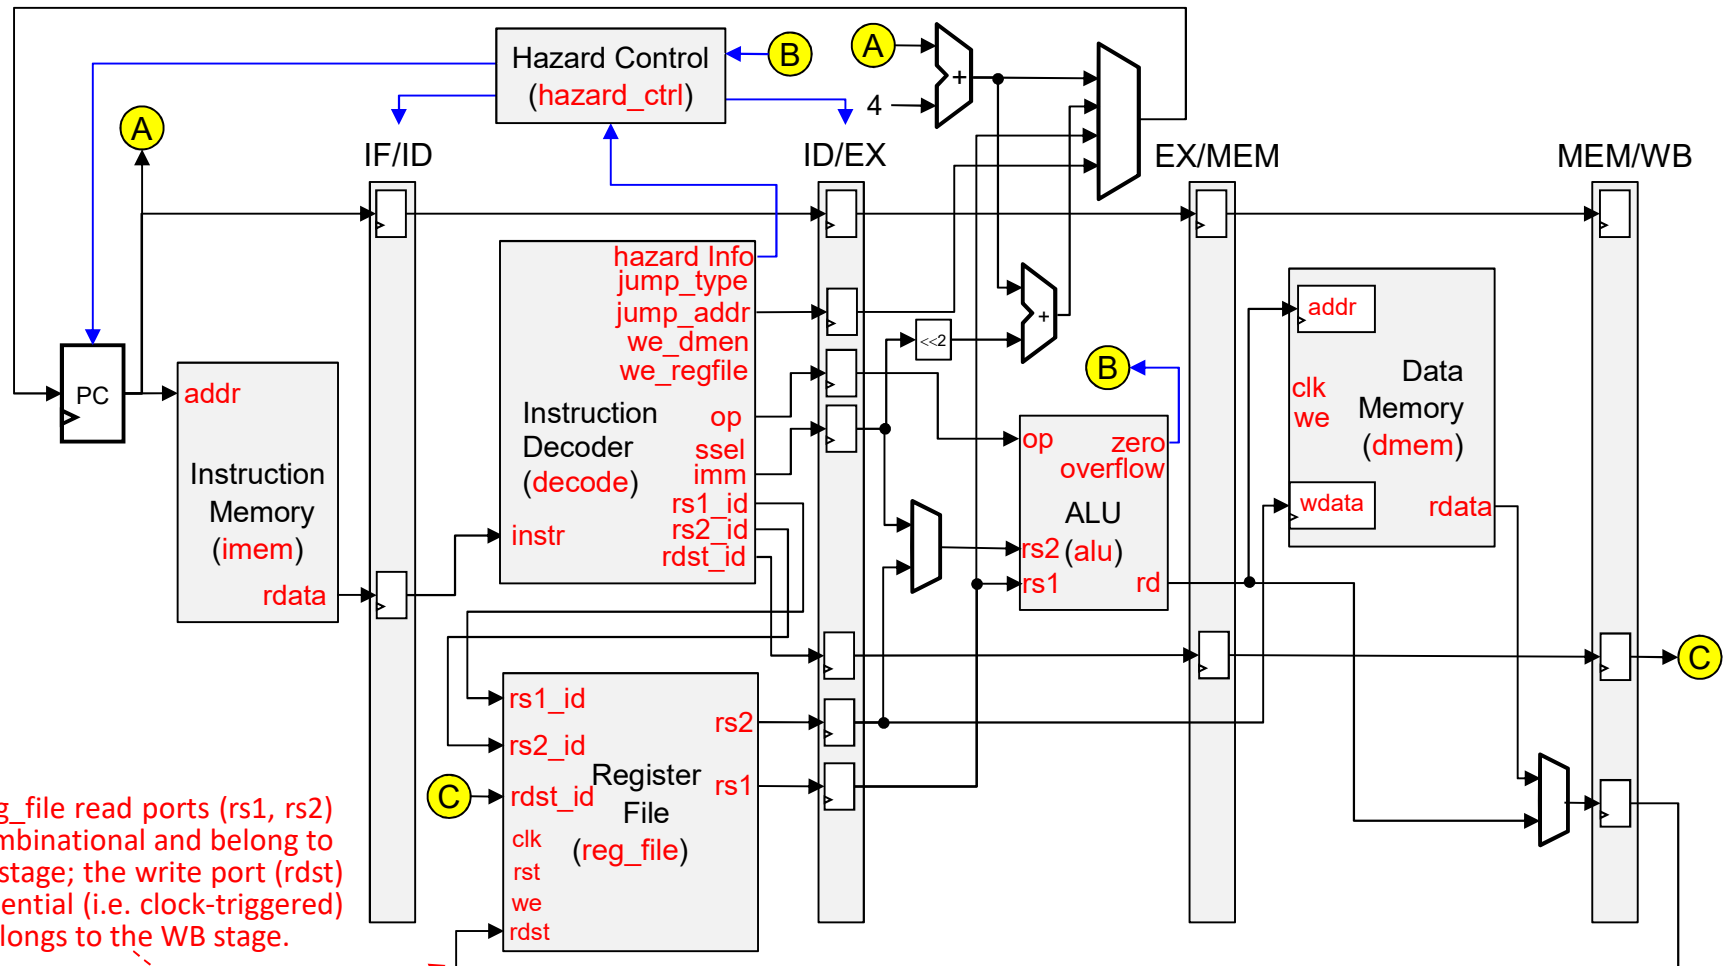 Hazard Control
(hazard_ctrl)
B
A
4
+
A
IF/ID
ID/EX
EX/MEM
MEM/WB
hazard Info
jump_type
jump_addr
we_dmen
we_regfile
op
ssel
imm
rs1_id
rs2_id
rdst_id
Instruction
Decoder
(decode)
instr
PC
addr
Instruction
Memory
(imem)
rdata
<<2
+
B
op
zero
overflow
ALU
(alu)
rs2
rs1
rd
addr
clk
we
Data
Memory
(dmem)
wdata
rdata
C
rs1_id
rs2_id
C
rdst_id
clk
rst
we
rdst
Register
File
(reg_file)
rs2
rs1
g_file read ports (rs1, rs2)
mbinational and belong to
stage; the write port (rdst)
ential (i.e. clock-triggered)
longs to the WB stage.